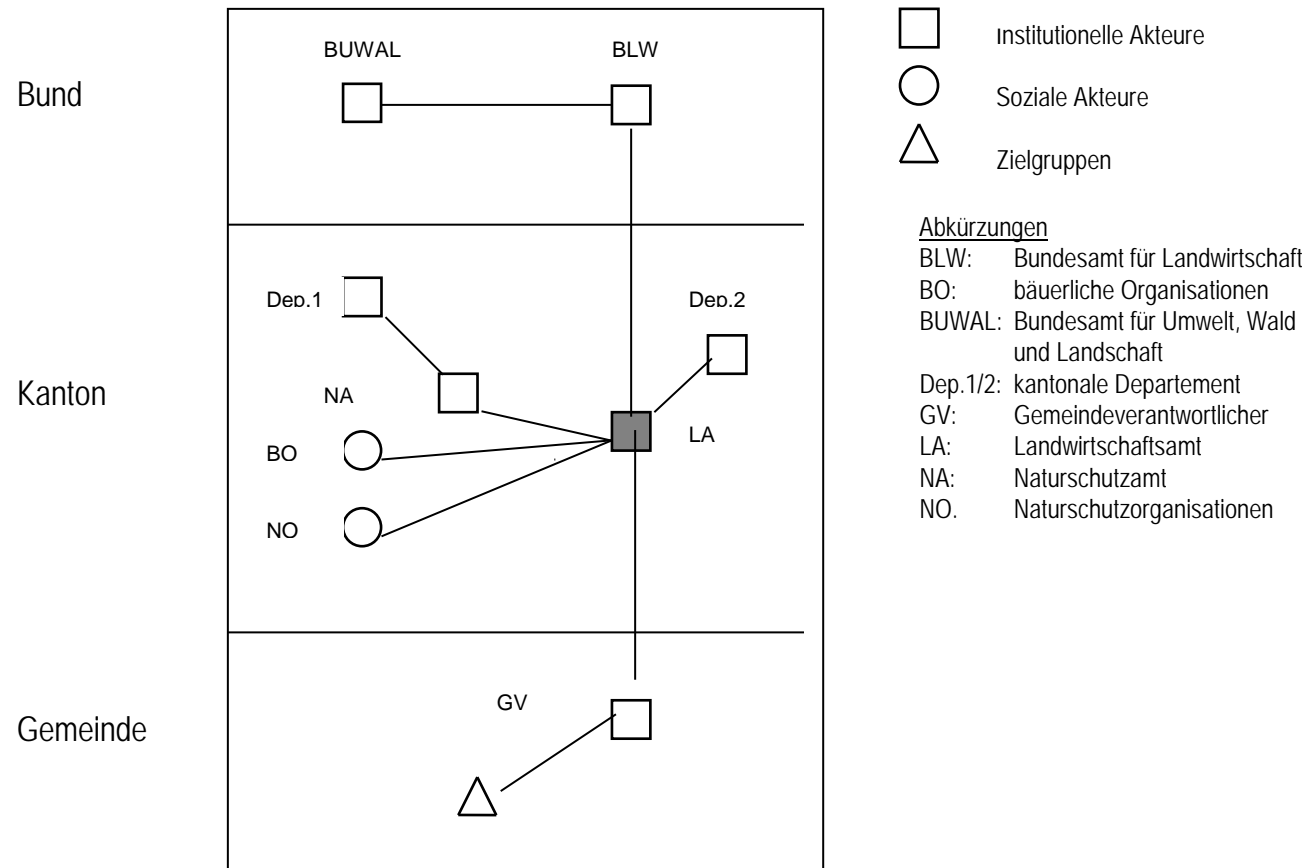 BUWAL
BLW
Bund
Dep.1
Dep.2
Kanton
NA
LA
BO
NO
GV
Gemeinde
Institutionelle Akteure
Soziale Akteure
Zielgruppen
Abkürzungen
BLW: Bundesamt für Landwirtschaft
BO: bäuerliche Organisationen
BUWAL: Bundesamt für Umwelt, Wald
und Landschaft
Dep.1/2: kantonale Departement
GV: Gemeindeverantwortlicher
LA: Landwirtschaftsamt
NA: Naturschutzamt
NO. Naturschutzorganisationen